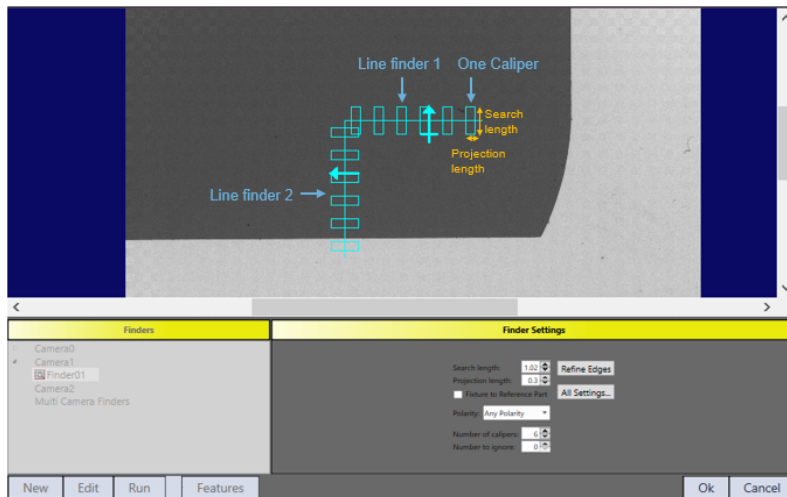 Line finder 1
One Caliper
Search
length
Projection
length
Line finder 2
Finders
Finder Settings
Camera0
Camera1
Finder01
Camera2
Multi Camera Finders
Search length: 1.02
Refine Edges
Projection length: 0.3
Fixture to Reference Part
All Settings...
Polarity: Any Polarity
Number of calipers: 6
Number to ignore: 0
New
Edit
Run
Features
Ok
Cancel